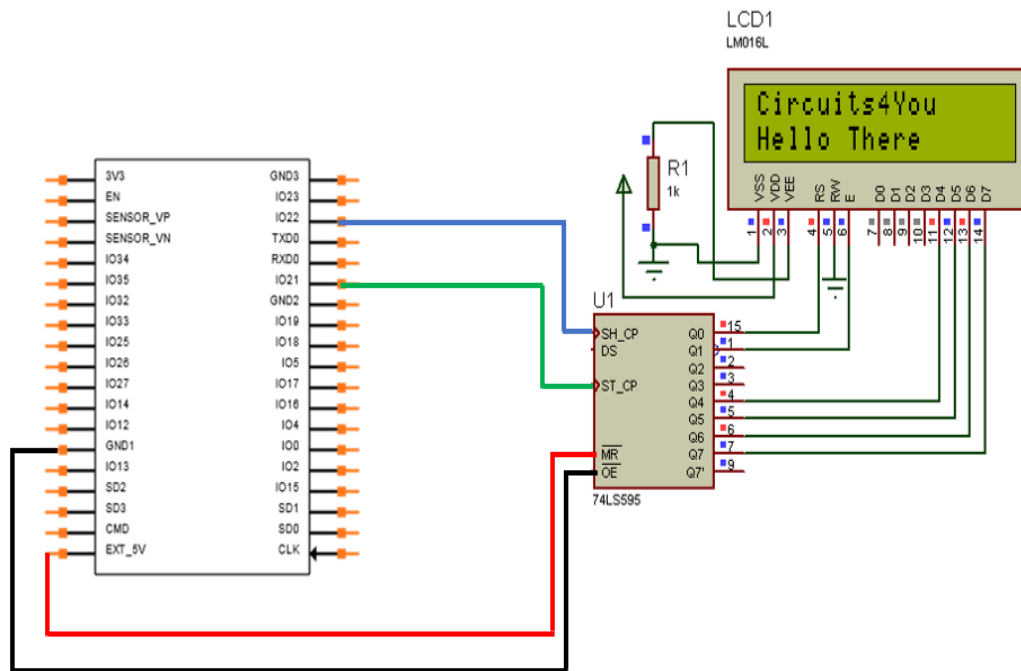 LCD1
LM016L
Circuits4You
Hello There
R1
1k
VSS
VDD
VEE
RS
RW
E
D0
D1
D2
D3
D4
D5
D6
D7
1
2
3
4
5
6
7
8
9
10
11
12
13
14
3V3
EN
SENSOR_VP
SENSOR_VN
IO34
IO35
IO32
IO33
IO25
IO26
IO27
IO14
IO12
GND1
IO13
SD2
SD3
CMD
EXT_5V
GND3
IO23
IO22
TXD0
RXD0
IO21
GND2
IO19
IO18
IO5
IO17
IO16
IO4
IO0
IO2
IO15
SD1
SD0
CLK
U1
SH_CP
DS
ST_CP
MR
OE
Q0
Q1
Q2
Q3
Q4
Q5
Q6
Q7
Q7'
15
1
2
3
4
5
6
7
9
74LS595